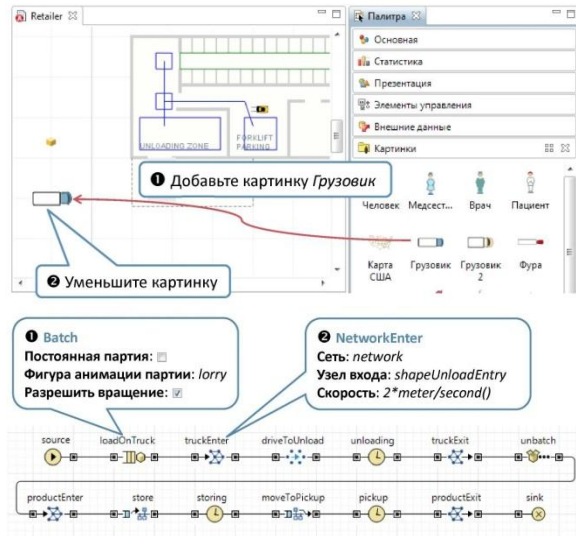 Retailer
Палитра
Основная
Статистика
Презентация
Элементы управления
Внешние данные
Картинки
UNLOADING ZONE
FORKLIFT
PARKING
❶ Добавьте картинку Грузовик
Человек Медсест... Врач Пациент
Карта США Грузовик Грузовик 2 Фура
❷ Уменьшите картинку
❶ Batch
Постоянная партия:
Фигура анимации партии: lorry
Разрешить вращение:
❷ NetworkEnter
Сеть: network
Узел входа: shapeUnloadEntry
Скорость: 2*meter/second()
source loadOnTruck truckEnter driveToUnload unloading truckExit unbatch
productEnter store storing moveToPickup pickup productExit sink